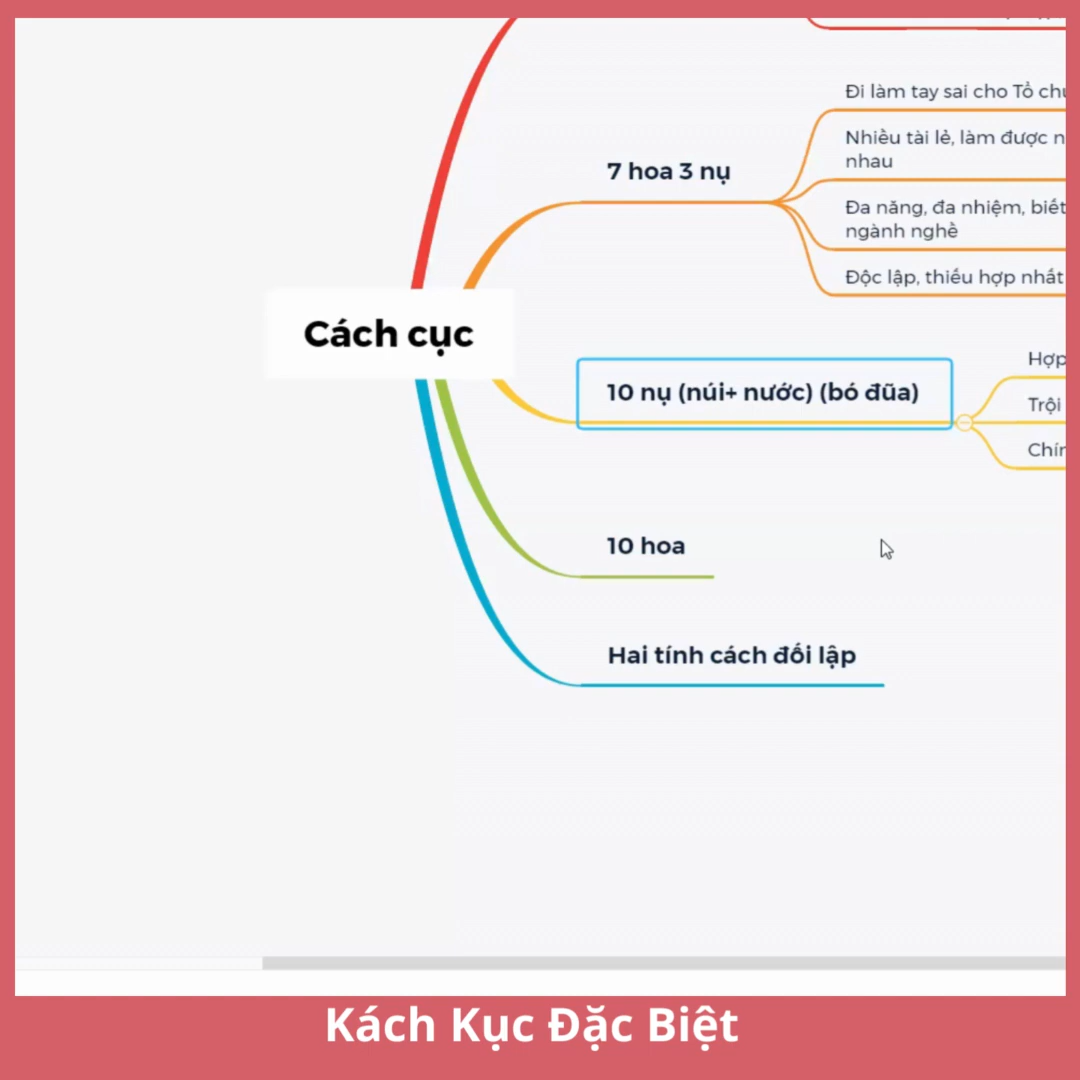 Đi làm tay sai cho Tổ
Nhiều tài lẻ, làm được
nhau
7 hoa 3 nụ
Đa năng, đa nhiệm, biết
ngành nghề
Độc lập, thiếu hợp nhất
Cách cục
Hợp
10 nụ (núi+ nước) (bó đũa)
Trội
10 hoa
Hai tính cách đối lập
Kách Kục Đặc Biệt